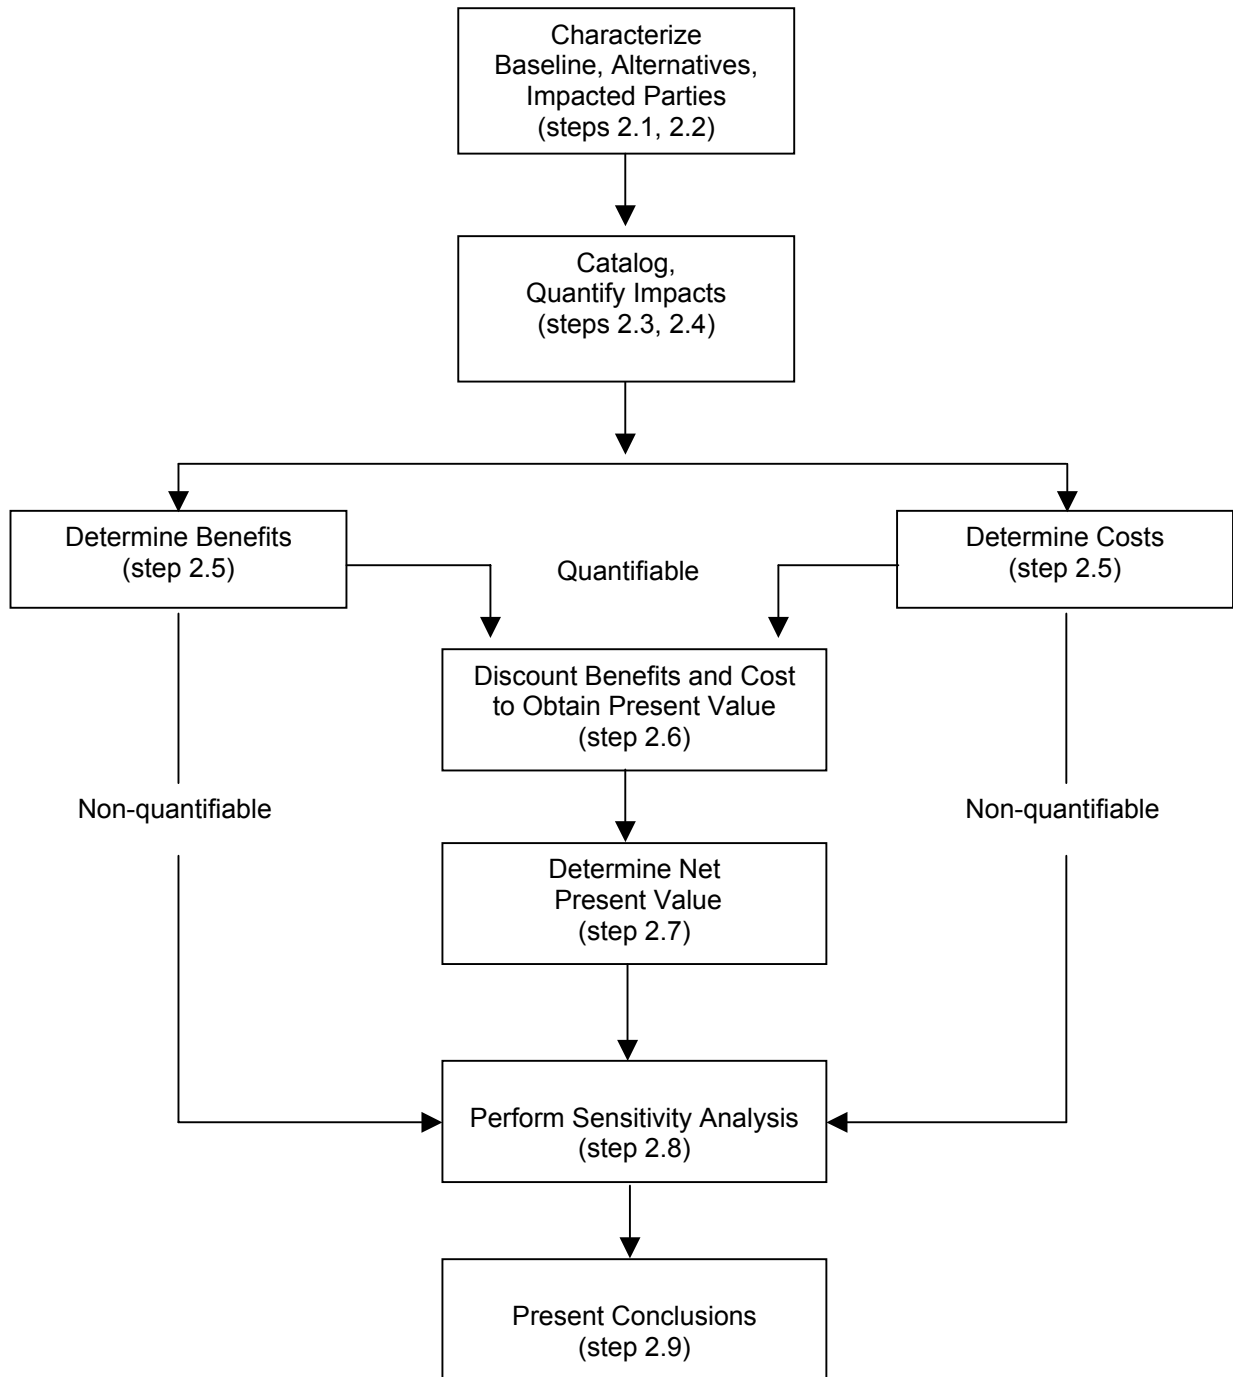 Characterize
Baseline, Alternatives,
Impacted Parties
(steps 2.1, 2.2)
Catalog,
Quantify Impacts
(steps 2.3, 2.4)
Determine Benefits
(step 2.5)
Quantifiable
Determine Costs
(step 2.5)
Discount Benefits and Cost
to Obtain Present Value
(step 2.6)
Non-quantifiable
Non-quantifiable
Determine Net
Present Value
(step 2.7)
Perform Sensitivity Analysis
(step 2.8)
Present Conclusions
(step 2.9)